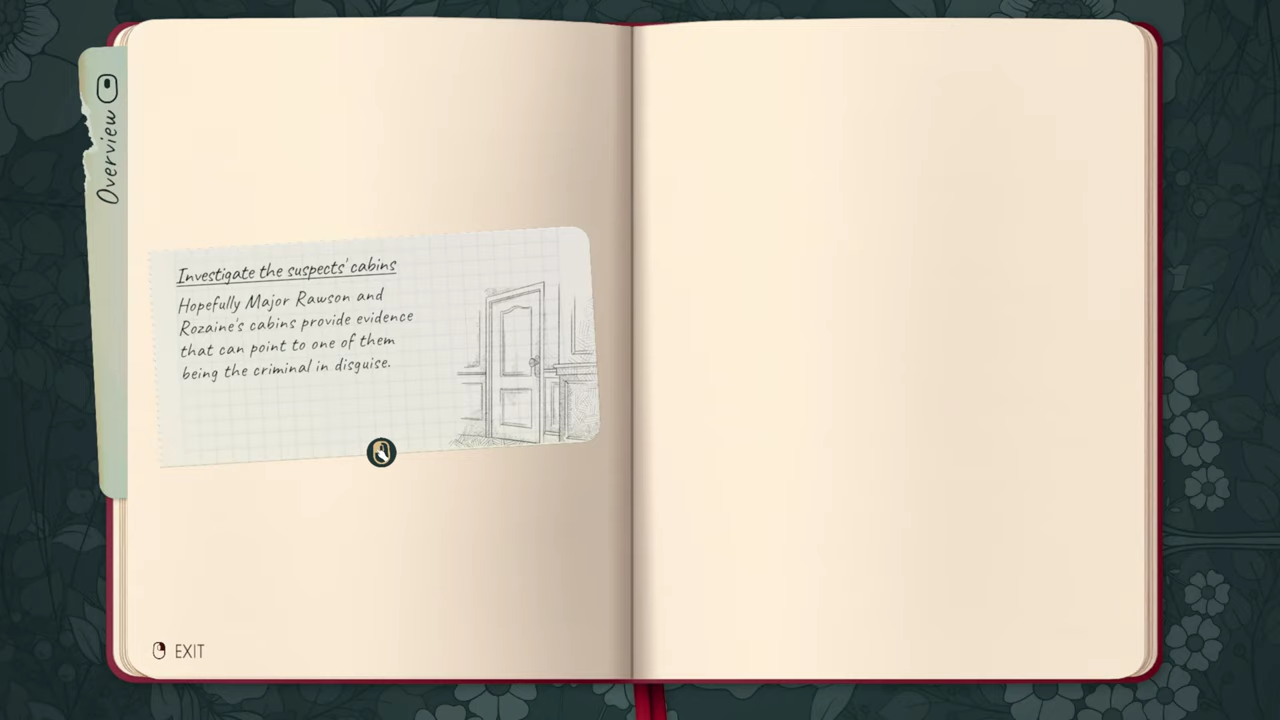 Overview
Investigate the suspects' cabins
Hopefully Major Rawson and
Rozaine's cabins provide evidence
that can point to one of them
being the criminal in disguise.
EXIT